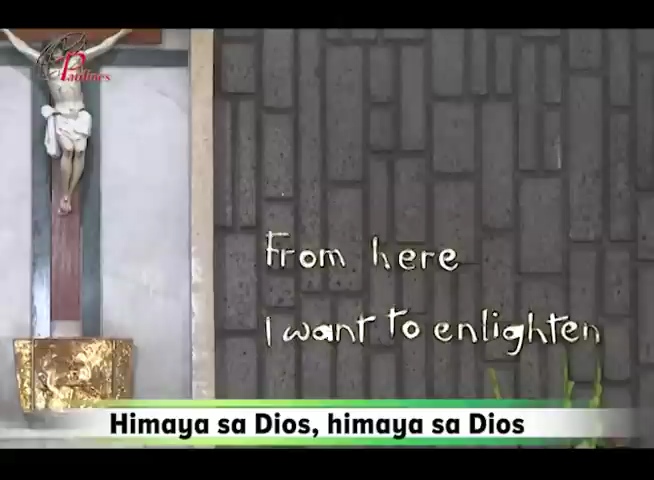 Paulines
From here
I want to enlighten
Himaya sa Dios, himaya sa Dios